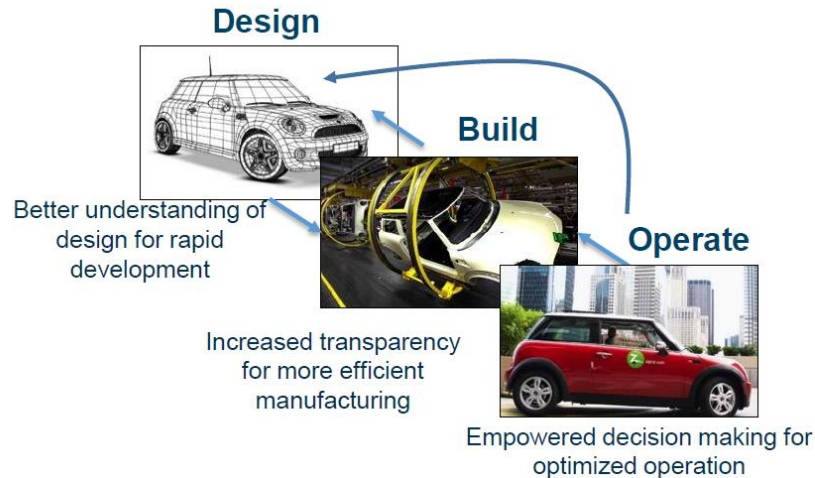 Design
Build
Better understanding of
design for rapid
development
Operate
Increased transparency
for more efficient
manufacturing
Empowered decision making for
optimized operation